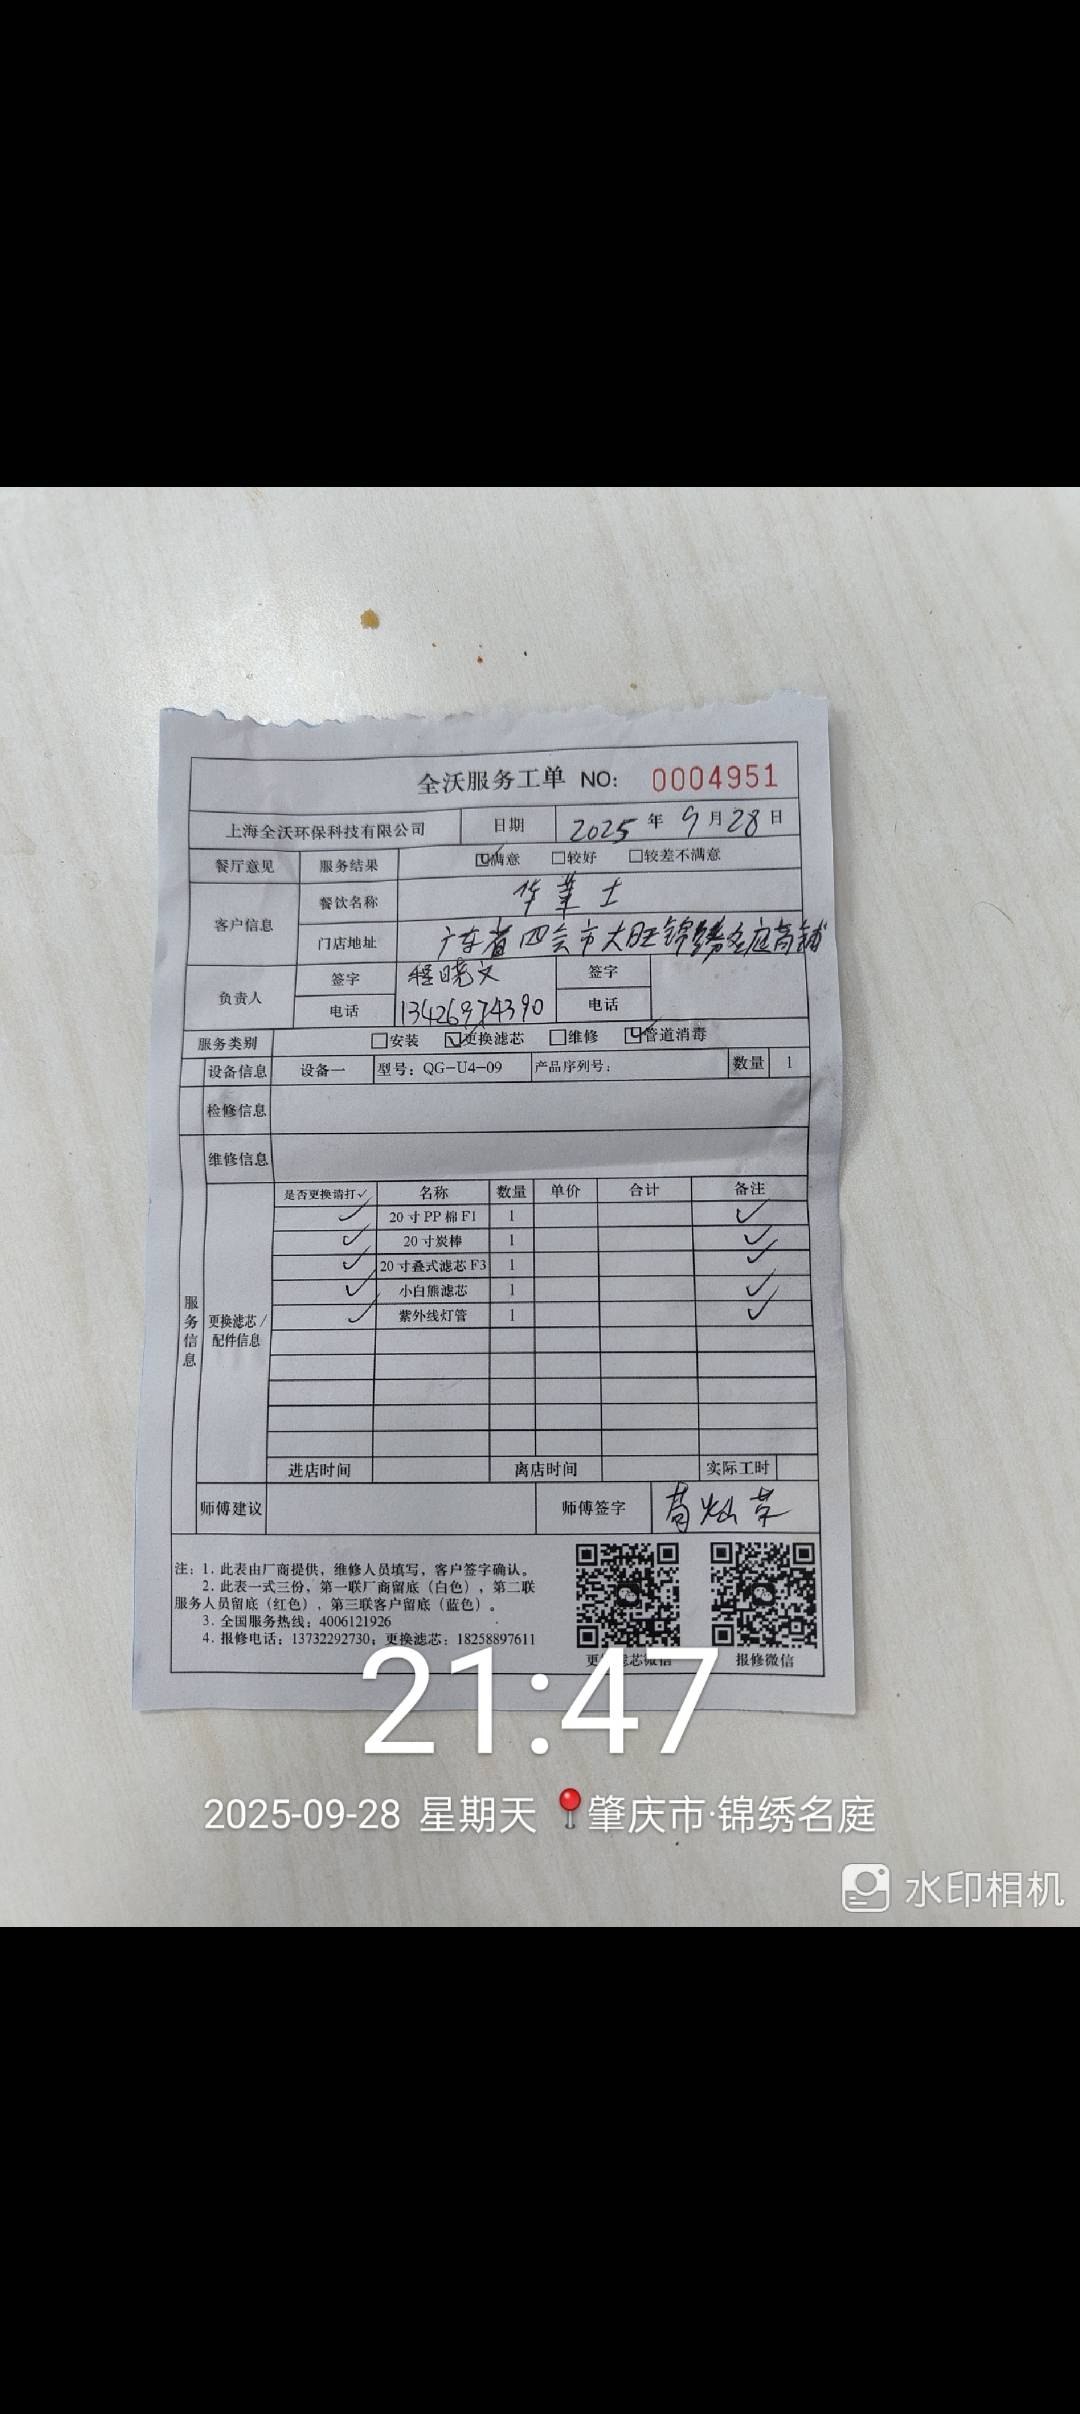 全沃服务工单 NO: 0004951
上海全沃环保科技有限公司 日期 2025 年 9 月 28 日
餐厅意见 服务结果 满意 较好 较差不满意
客户信息 餐饮名称 华莱士
门店地址 广东省四会市大旺锦绣名庭商铺
负责人 签字 程晓文 签字
电话 13426974390 电话
服务类别 安装 更换滤芯 维修 管道消毒
设备信息 设备一 型号：QG-U4-09 产品序列号： 数量 1
检修信息
维修信息
服务信息
更换滤芯/配件信息
是否更换请打✓ 名称 数量 单价 合计 备注
✓ 20寸PP棉F1 1 ✓
✓ 20寸炭棒 1 ✓
✓ 20寸叠式滤芯F3 1 ✓
✓ 小白熊滤芯 1 ✓
✓ 紫外线灯管 1 ✓
进店时间 离店时间 实际工时
师傅建议 师傅签字
注：1．此表由厂商提供，维修人员填写，客户签字确认。
2．此表一式三份，第一联厂商留底（白色），第二联
服务人员留底（红色），第三联客户留底（蓝色）。
3．全国服务热线：4006121926
4．报修电话：13732292730；更换滤芯：18258897611
更 滤芯微信 报修微信
21:47
2025-09-28 星期天 肇庆市·锦绣名庭
水印相机